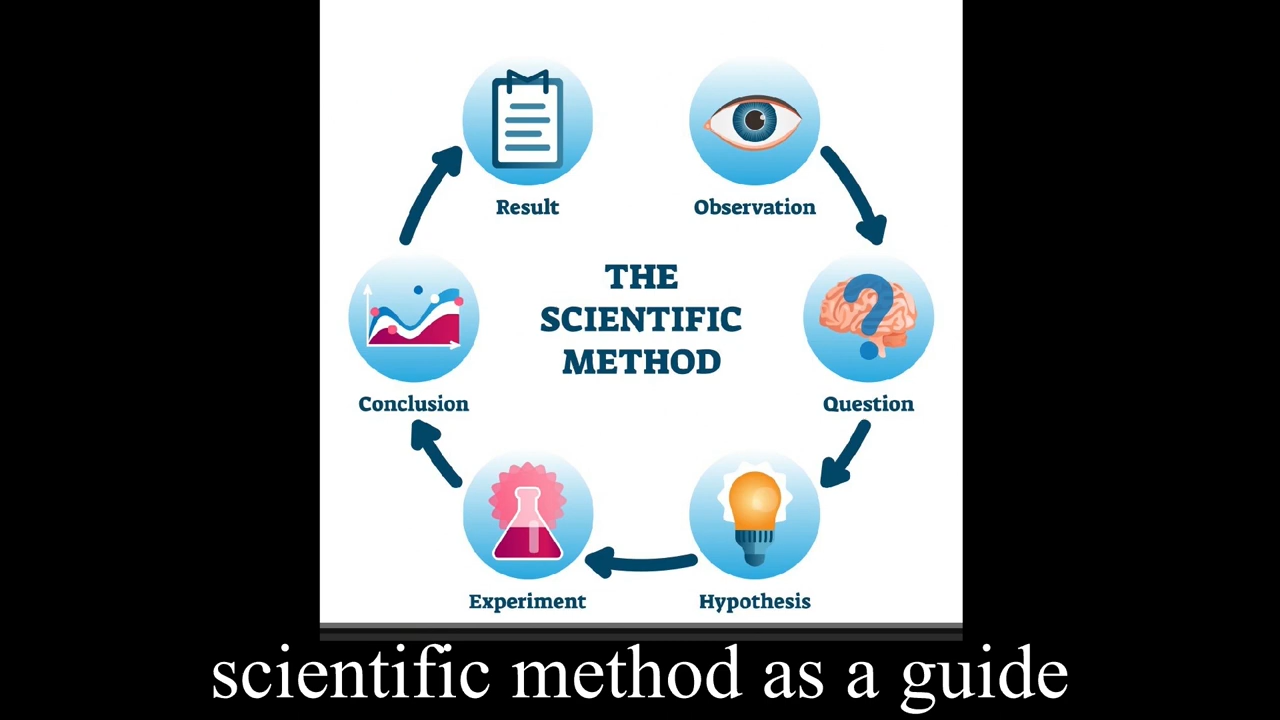 Result
Observation
THE
SCIENTIFIC
METHOD
Conclusion
Question
Experiment
Hypothesis
scientific method as a guide